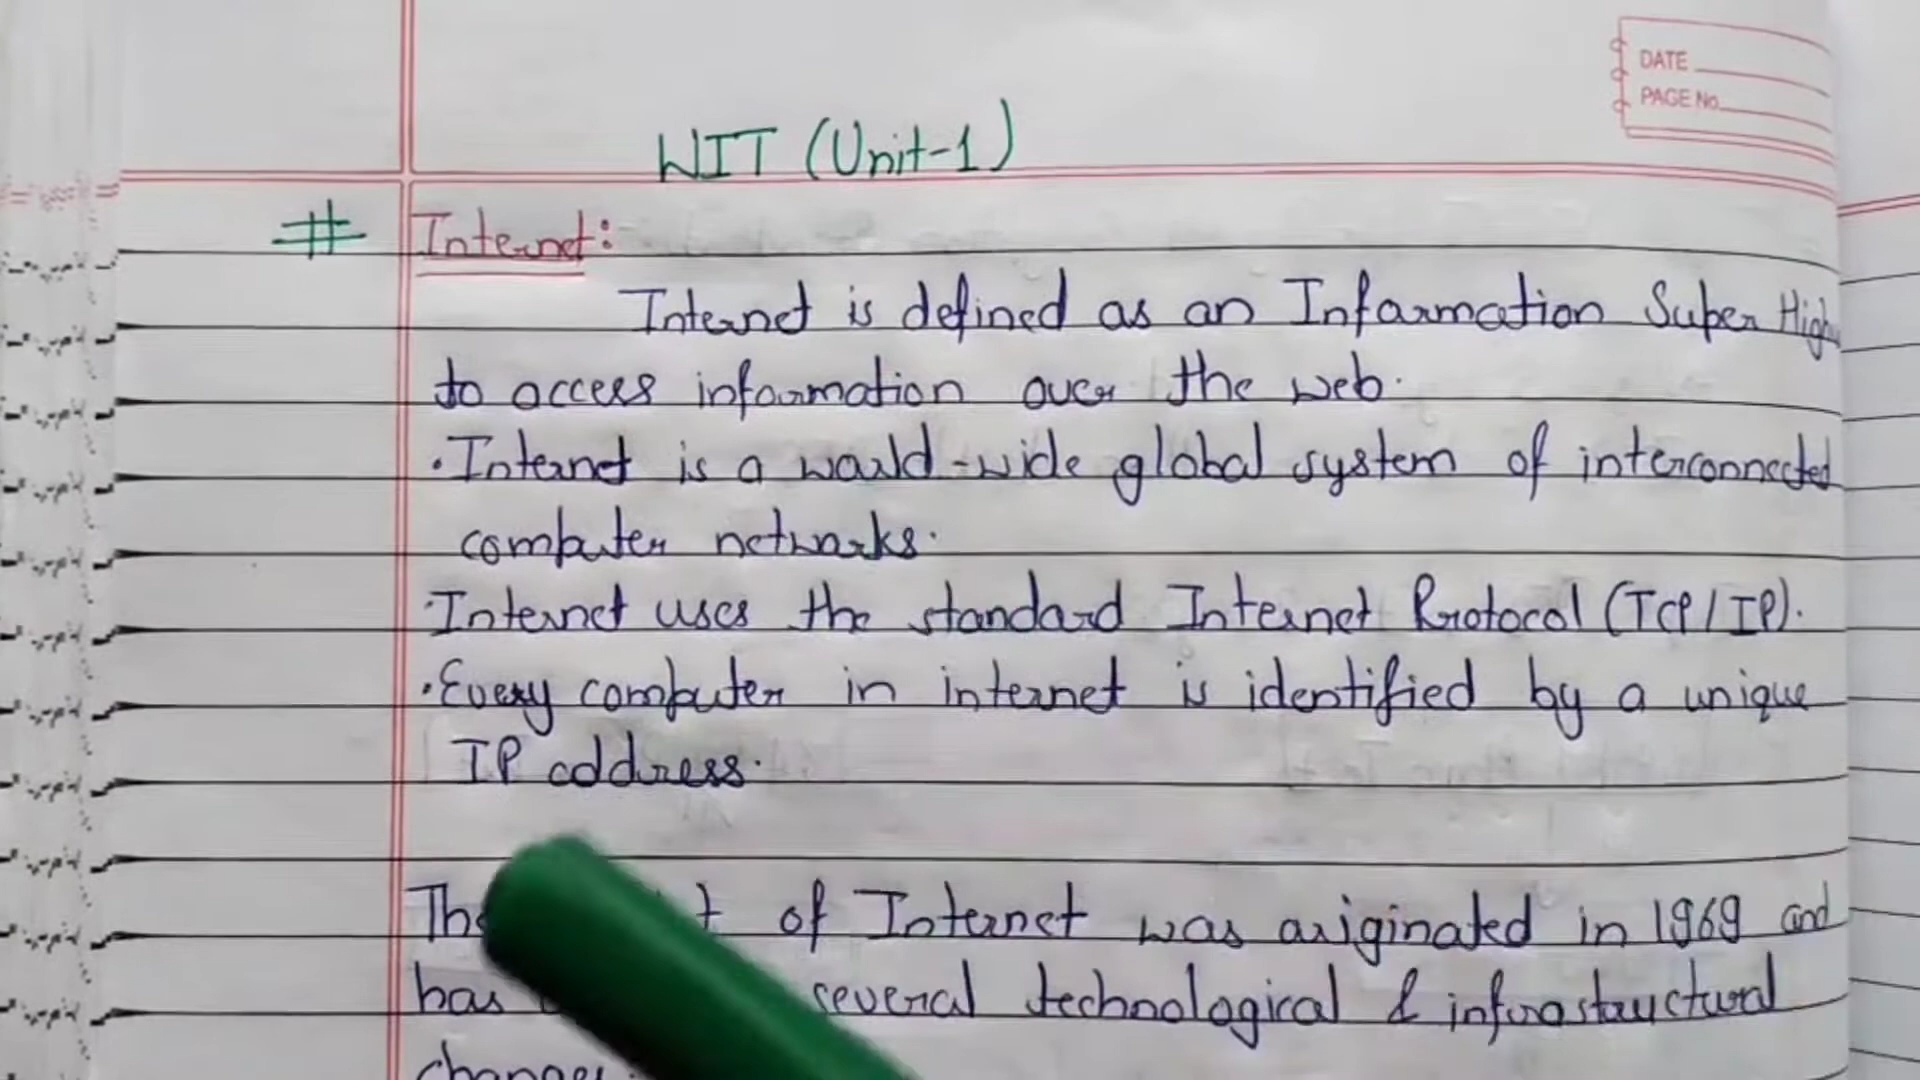 DATE
PAGE No.
WIT (Unit-1)
# Internet:
Internet is defined as an Information Super High
to access information over the web.
• Internet is a world-wide global system of interconnected
computer networks.
• Internet uses the standard Internet Protocol (TCP/IP).
• Every computer in internet is identified by a unique
IP address.
of Internet was originated in 1969 and
has several technological & infrastructural
changes.